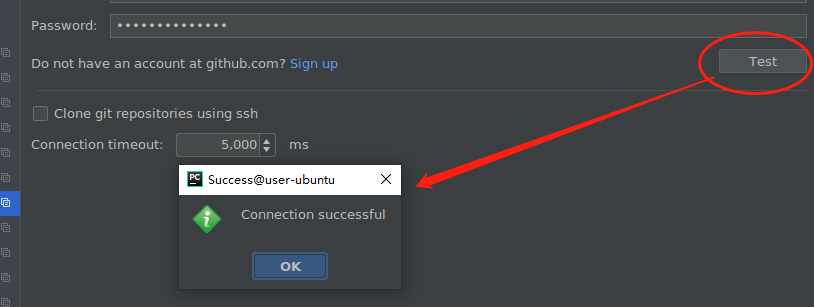 Password: ••••••••••••••
Do not have an account at github.com? Sign up
Test
Clone git repositories using ssh
Connection timeout: 5,000 ms
PC Success@user-ubuntu
Connection successful
OK